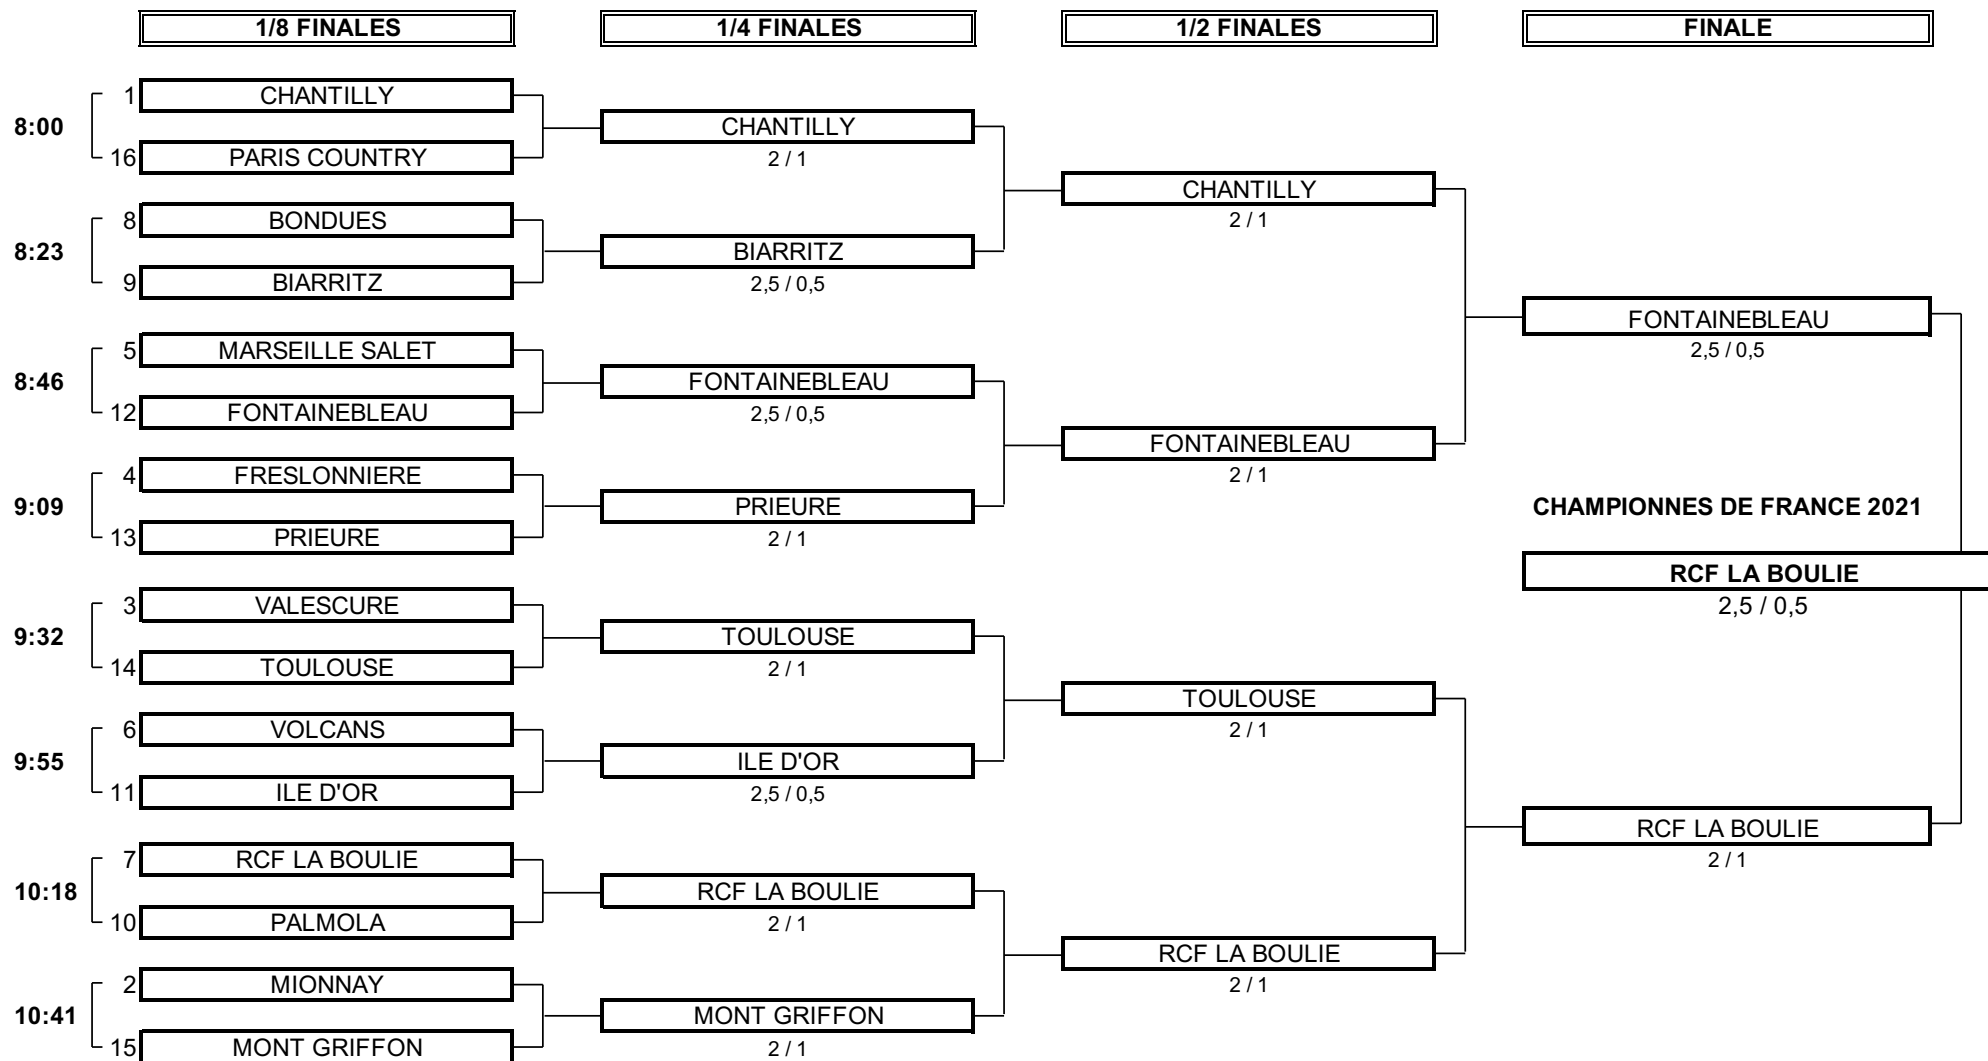 1/8 FINALES
1/4 FINALES
1/2 FINALES
FINALE
8:00
1
CHANTILLY
16
PARIS COUNTRY
8:23
8
BONDUES
9
BIARRITZ
8:46
5
MARSEILLE SALET
12
FONTAINEBLEAU
9:09
4
FRESLONNIERE
13
PRIEURE
9:32
3
VALESCURE
14
TOULOUSE
9:55
6
VOLCANS
11
ILE D'OR
10:18
7
RCF LA BOULIE
10
PALMOLA
10:41
2
MIONNAY
15
MONT GRIFFON
CHANTILLY
2 / 1
BIARRITZ
2,5 / 0,5
FONTAINEBLEAU
2,5 / 0,5
PRIEURE
2 / 1
TOULOUSE
2 / 1
ILE D'OR
2,5 / 0,5
RCF LA BOULIE
2 / 1
MONT GRIFFON
2 / 1
CHANTILLY
2 / 1
FONTAINEBLEAU
2 / 1
TOULOUSE
2 / 1
RCF LA BOULIE
2 / 1
FONTAINEBLEAU
2,5 / 0,5
CHAMPIONNES DE FRANCE 2021
RCF LA BOULIE
2,5 / 0,5
RCF LA BOULIE
2 / 1